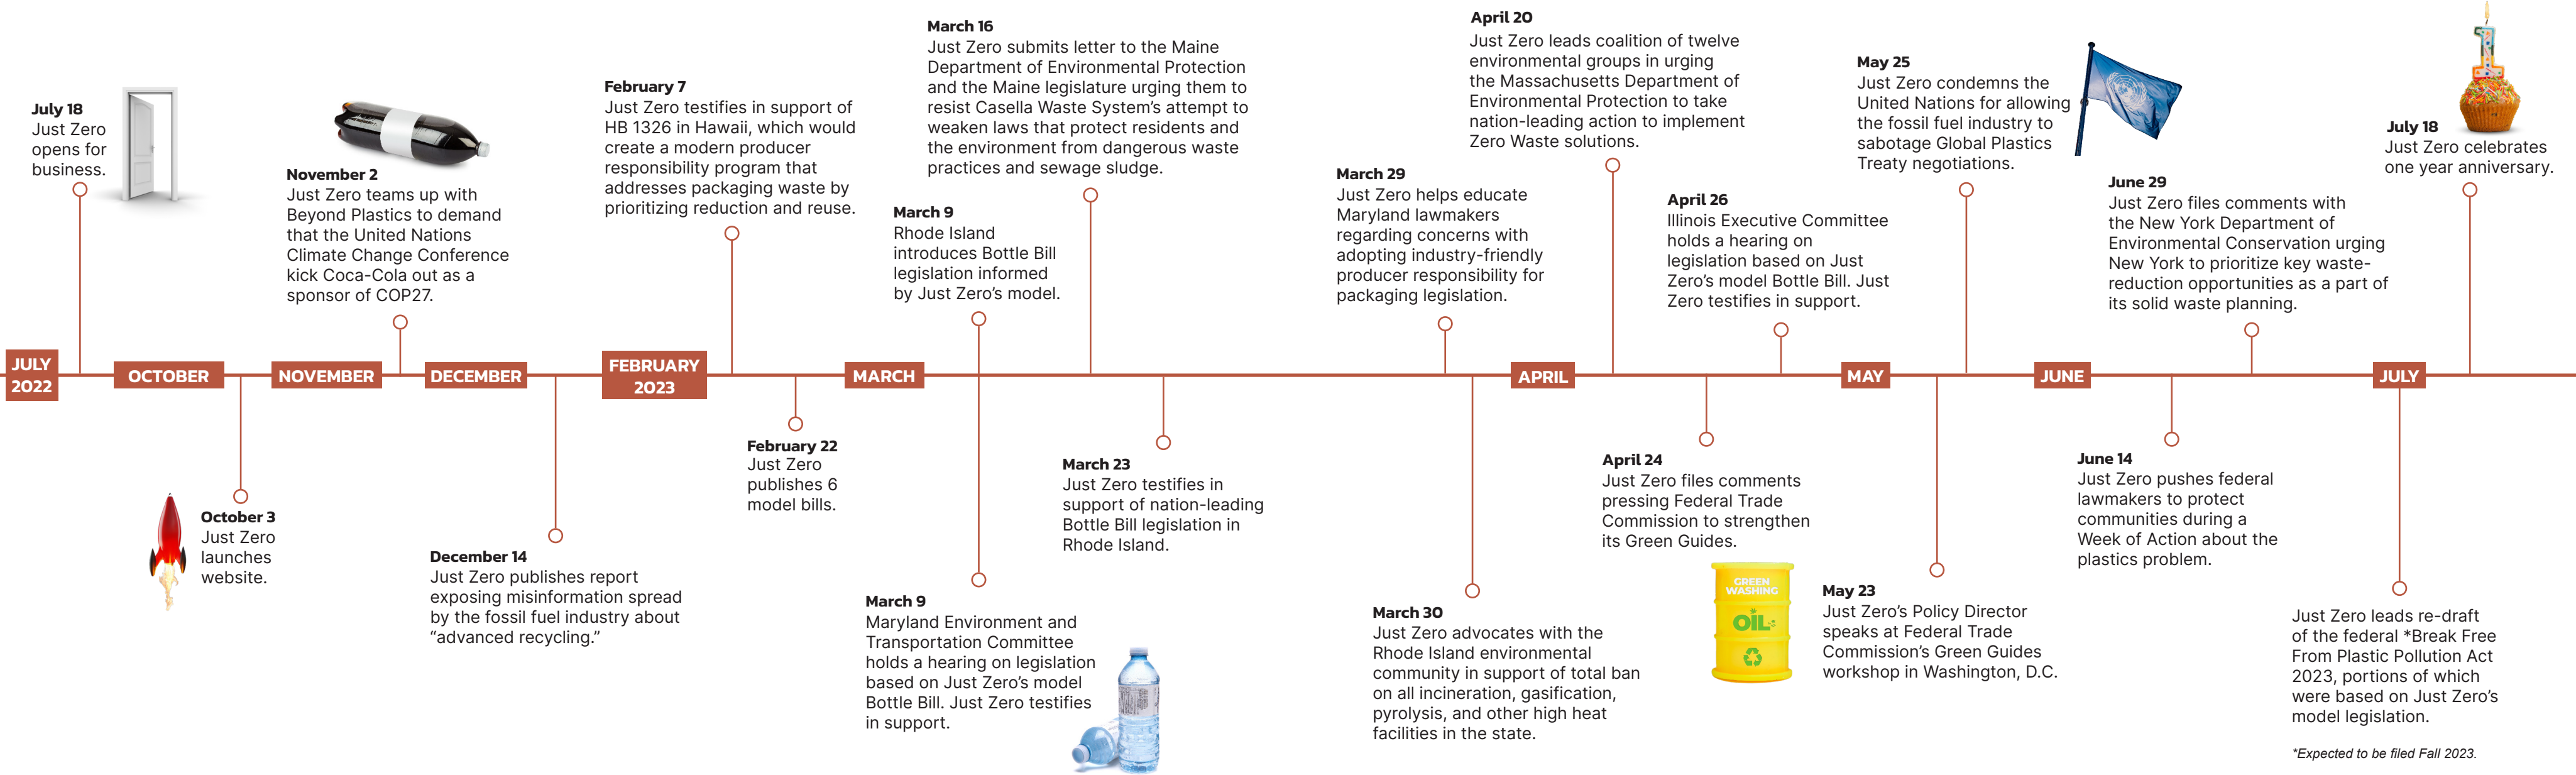 July 18
Just Zero
opens for
business.
November 2
Just Zero teams up with
Beyond Plastics to demand
that the United Nations
Climate Change Conference
kick Coca-Cola out as a
sponsor of COP27.
February 7
Just Zero testifies in support of
HB 1326 in Hawaii, which would
create a modern producer
responsibility program that
addresses packaging waste by
prioritizing reduction and reuse.
March 16
Just Zero submits letter to the Maine
Department of Environmental Protection
and the Maine legislature urging them to
resist Casella Waste System’s attempt to
weaken laws that protect residents and
the environment from dangerous waste
practices and sewage sludge.
March 9
Rhode Island
introduces Bottle Bill
legislation informed
by Just Zero’s model.
March 29
Just Zero helps educate
Maryland lawmakers
regarding concerns with
adopting industry-friendly
producer responsibility for
packaging legislation.
April 20
Just Zero leads coalition of twelve
environmental groups in urging
the Massachusetts Department of
Environmental Protection to take
nation-leading action to implement
Zero Waste solutions.
April 26
Illinois Executive Committee
holds a hearing on
legislation based on Just
Zero’s model Bottle Bill. Just
Zero testifies in support.
May 25
Just Zero condemns the
United Nations for allowing
the fossil fuel industry to
sabotage Global Plastics
Treaty negotiations.
June 29
Just Zero files comments with
the New York Department of
Environmental Conservation urging
New York to prioritize key waste-
reduction opportunities as a part of
its solid waste planning.
1
July 18
Just Zero celebrates
one year anniversary.
JULY
2022
OCTOBER
NOVEMBER
DECEMBER
FEBRUARY
2023
MARCH
APRIL
MAY
JUNE
JULY
October 3
Just Zero
launches
website.
December 14
Just Zero publishes report
exposing misinformation spread
by the fossil fuel industry about
“advanced recycling.”
February 22
Just Zero
publishes 6
model bills.
March 9
Maryland Environment and
Transportation Committee
holds a hearing on legislation
based on Just Zero’s model
Bottle Bill. Just Zero testifies
in support.
March 23
Just Zero testifies in
support of nation-leading
Bottle Bill legislation in
Rhode Island.
March 30
Just Zero advocates with the
Rhode Island environmental
community in support of total ban
on all incineration, gasification,
pyrolysis, and other high heat
facilities in the state.
April 24
Just Zero files comments
pressing Federal Trade
Commission to strengthen
its Green Guides.
GREEN
WASHING
OIL
May 23
Just Zero’s Policy Director
speaks at Federal Trade
Commission’s Green Guides
workshop in Washington, D.C.
June 14
Just Zero pushes federal
lawmakers to protect
communities during a
Week of Action about the
plastics problem.
Just Zero leads re-draft
of the federal *Break Free
From Plastic Pollution Act
2023, portions of which
were based on Just Zero’s
model legislation.
*Expected to be filed Fall 2023.